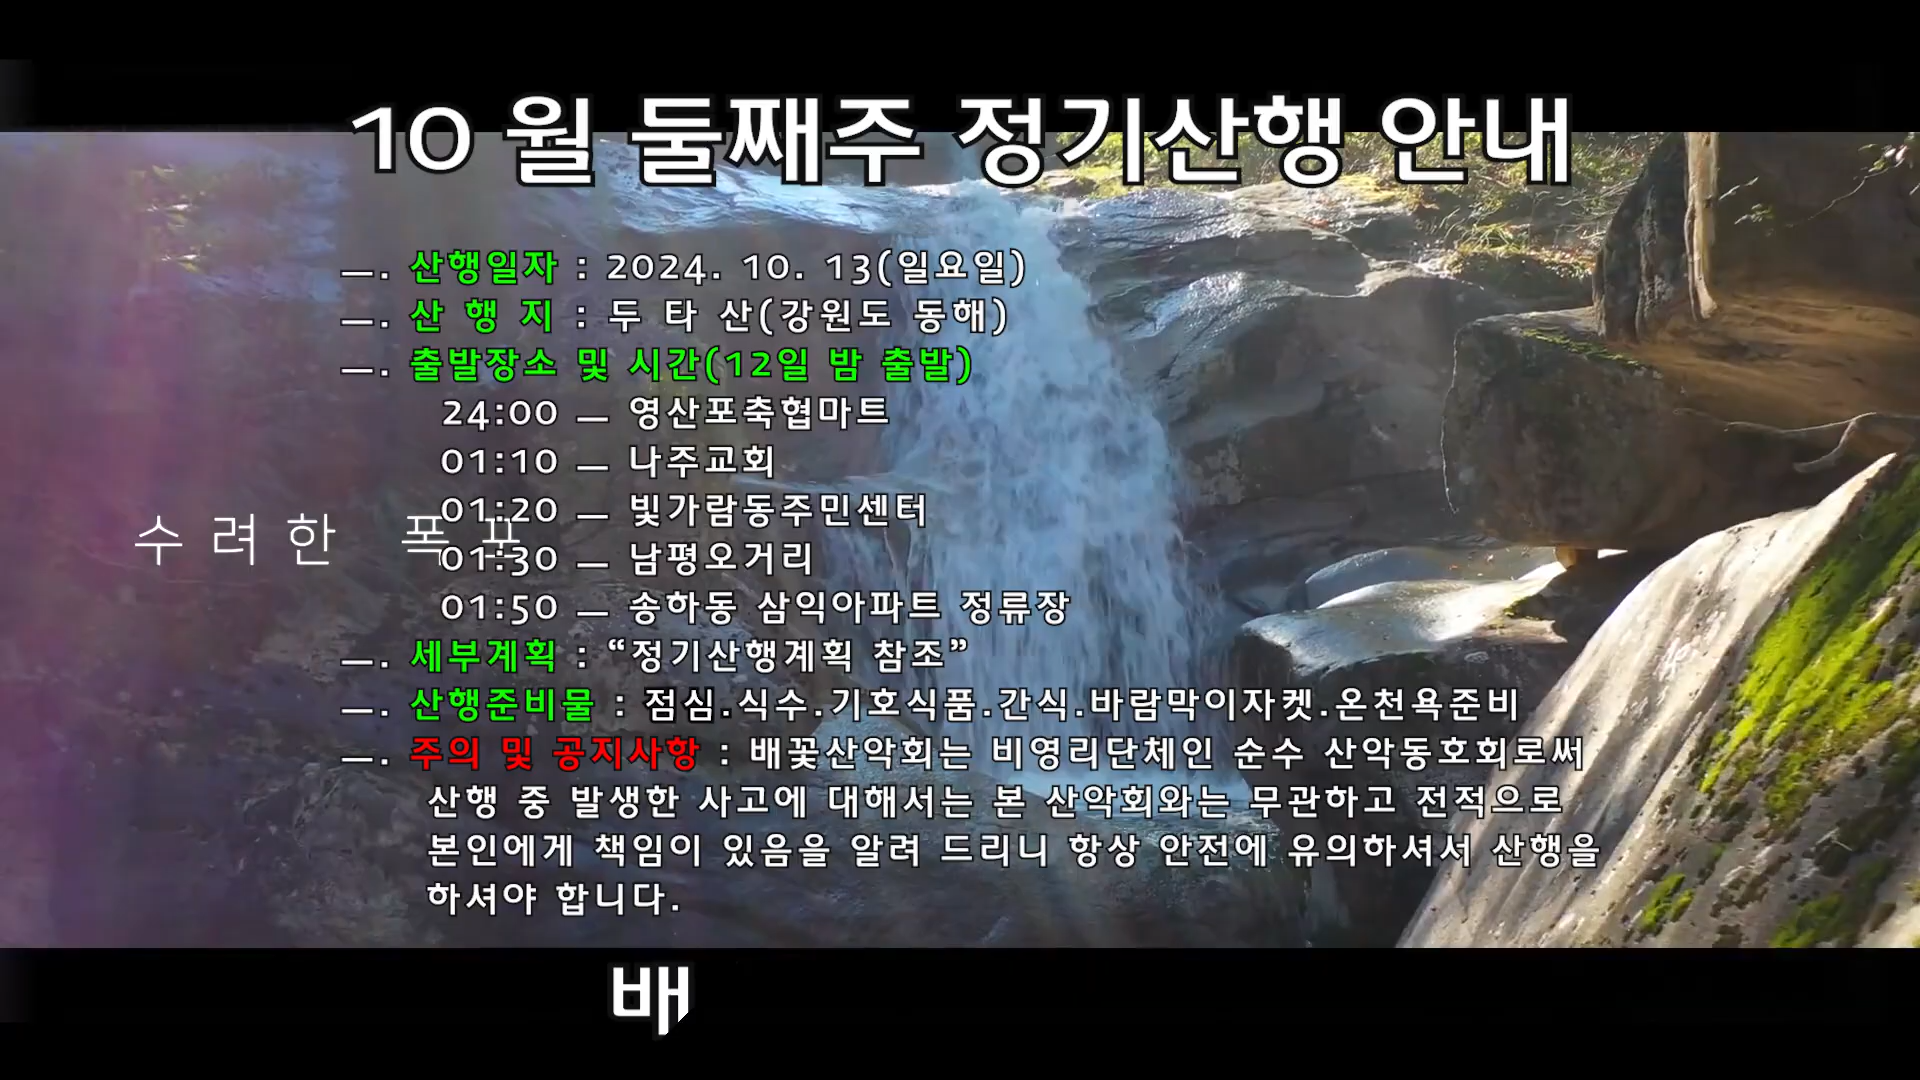 10 월 둘째주 정기산행 안내
—. 산행일자 : 2024. 10. 13(일요일)
—. 산 행 지 : 두 타 산(강원도 동해)
—. 출발장소 및 시간(12일 밤 출발)
24:00 — 영산포축협마트
01:10 — 나주교회
01:20 — 빛가람동주민센터
수려한 폭포
01:30 — 남평오거리
01:50 — 송하동 삼익아파트 정류장
—. 세부계획 : “정기산행계획 참조”
—. 산행준비물 : 점심.식수.기호식품.간식.바람막이자켓.온천욕준비
—. 주의 및 공지사항 : 배꽃산악회는 비영리단체인 순수 산악동호회로써
산행 중 발생한 사고에 대해서는 본 산악회와는 무관하고 전적으로
본인에게 책임이 있음을 알려 드리니 항상 안전에 유의하셔서 산행을
하셔야 합니다.
배